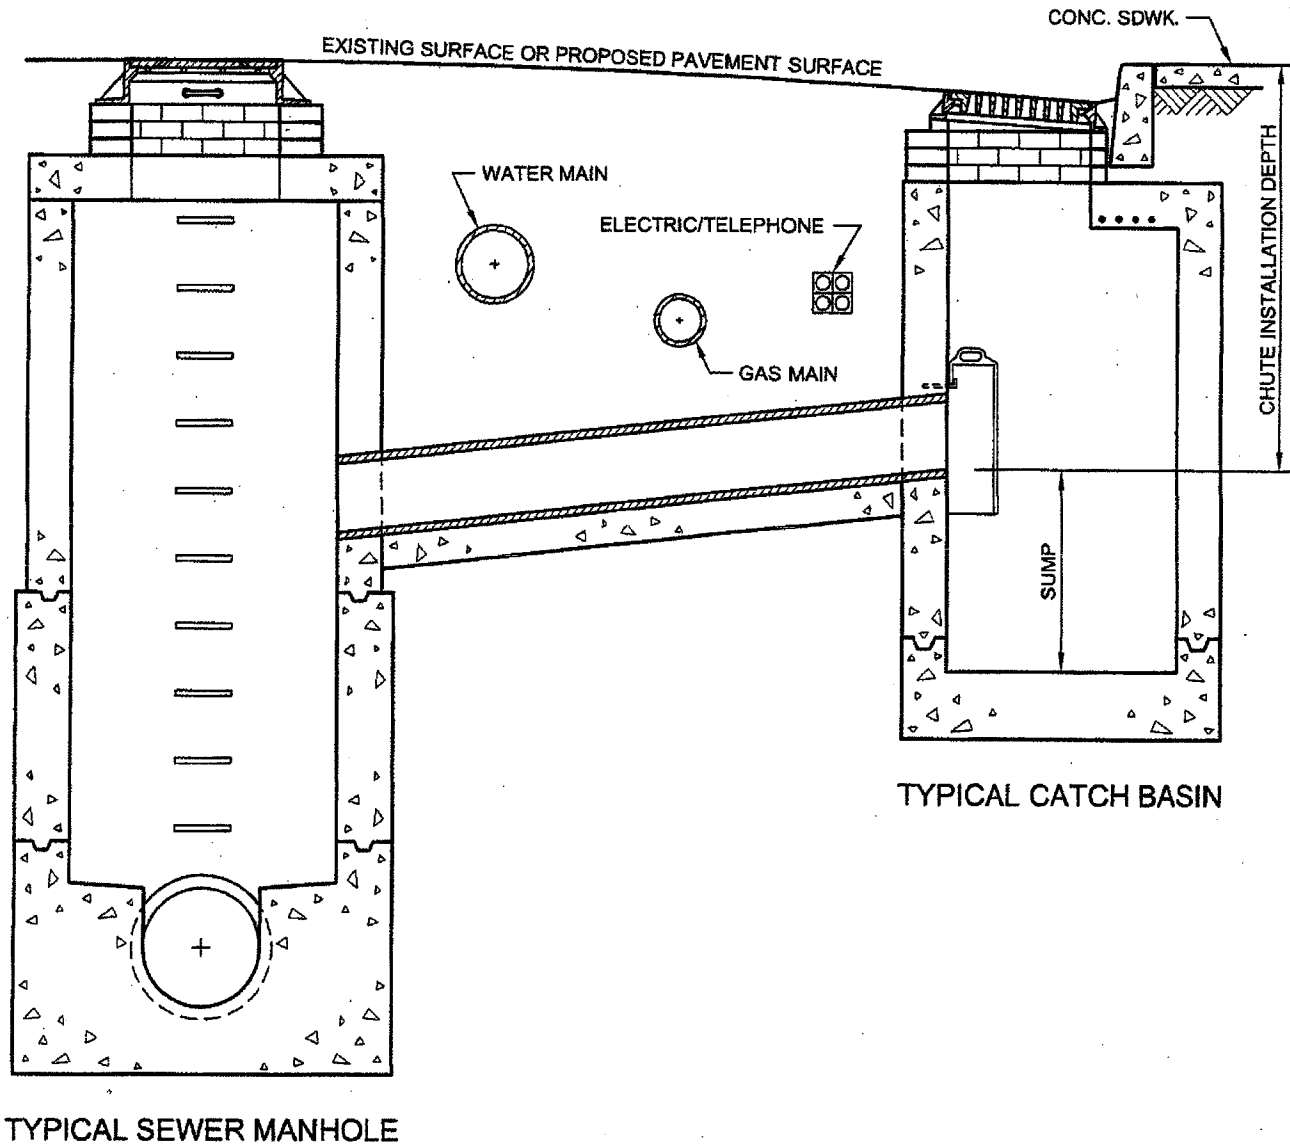 CONC. SDWK.
EXISTING SURFACE OR PROPOSED PAVEMENT SURFACE
WATER MAIN
ELECTRIC/TELEPHONE
GAS MAIN
CHUTE INSTALLATION DEPTH
SUMP
TYPICAL CATCH BASIN
TYPICAL SEWER MANHOLE